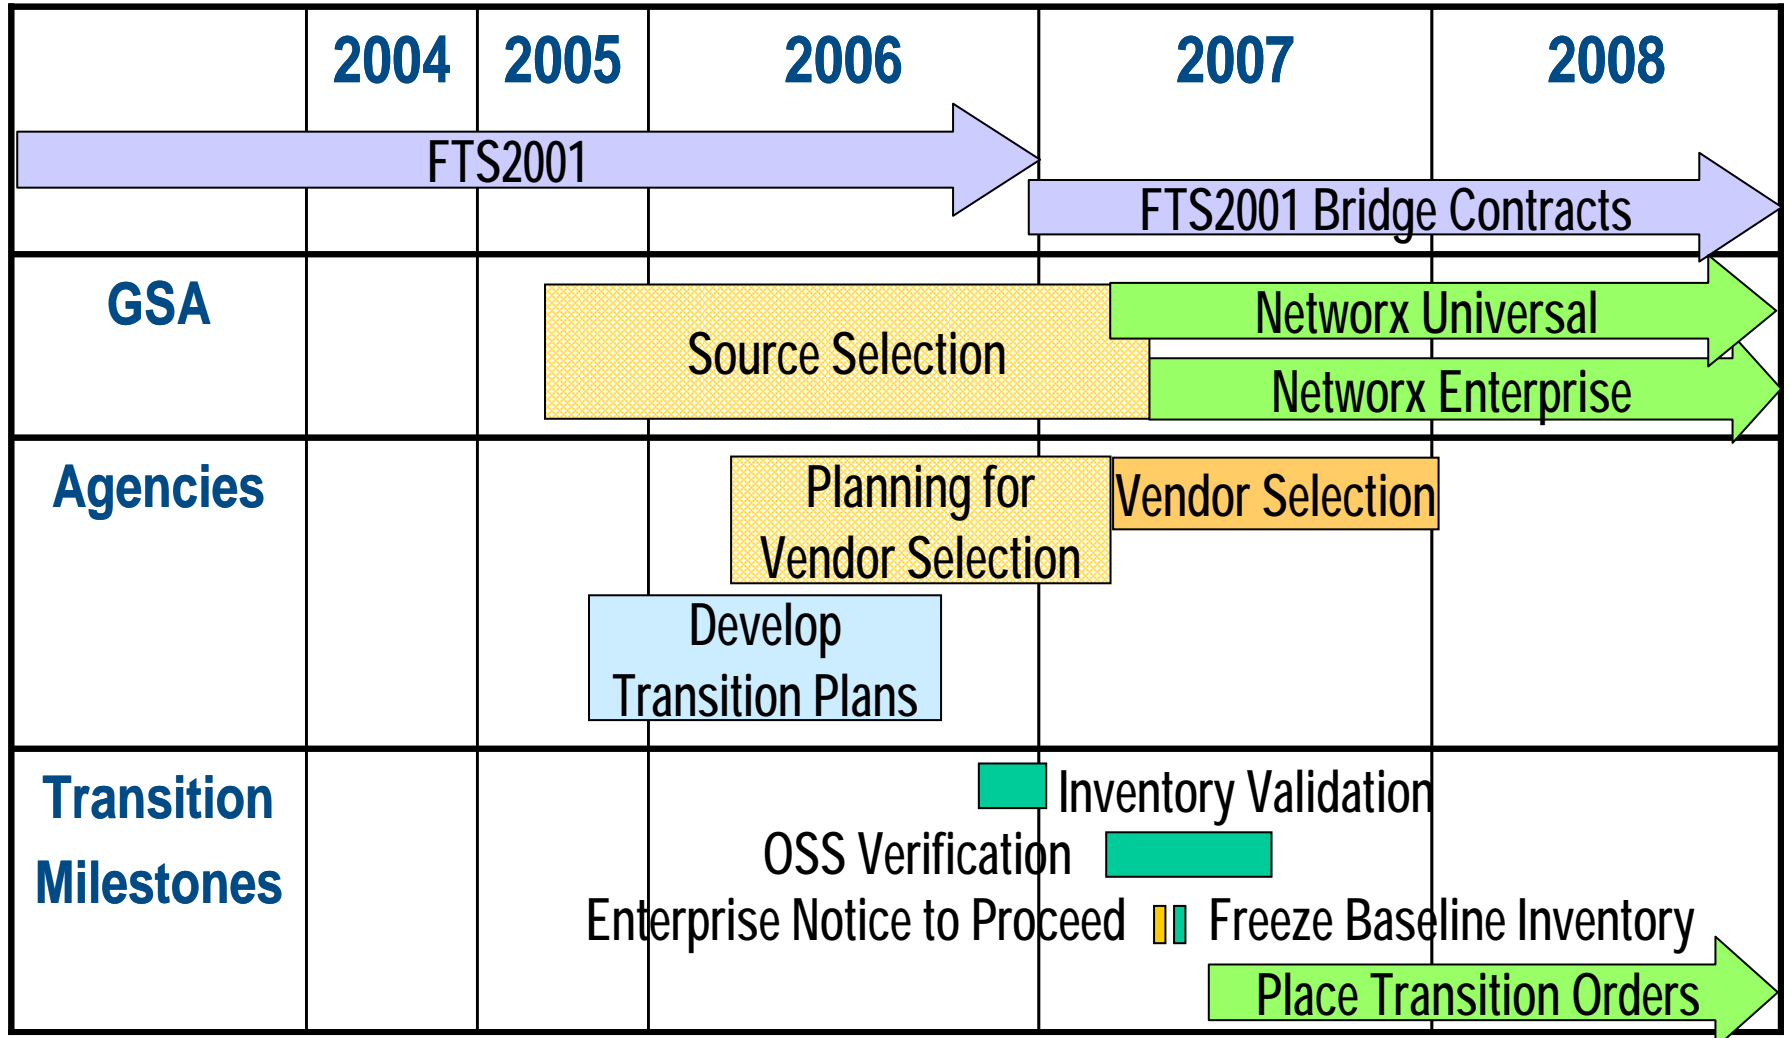 2004 2005 2006 2007 2008
FTS2001
FTS2001 Bridge Contracts
GSA
Source Selection
Networx Universal
Networx Enterprise
Agencies
Planning for
Vendor Selection
Vendor Selection
Develop
Transition Plans
Transition
Milestones
Inventory Validation
OSS Verification
Enterprise Notice to Proceed
Freeze Baseline Inventory
Place Transition Orders